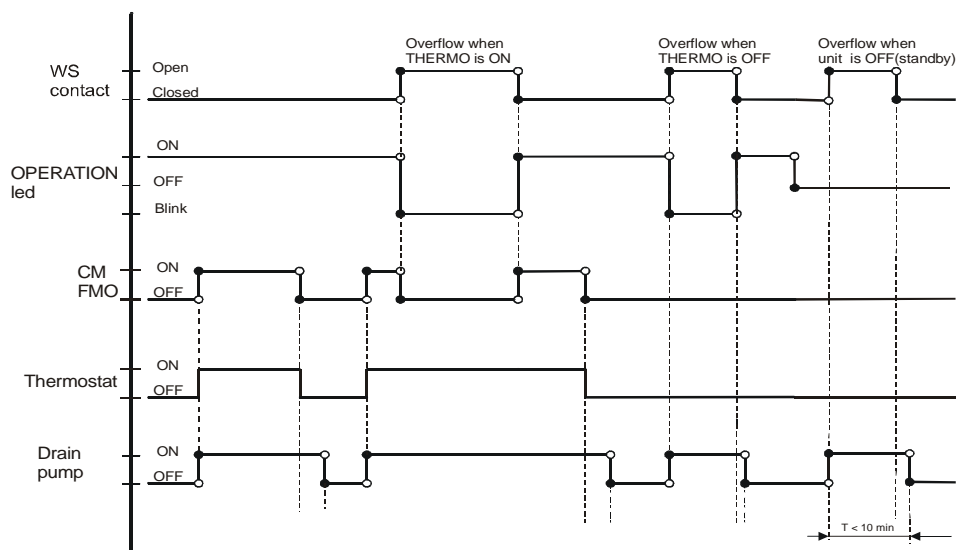 Overflow when
THERMO is ON
Overflow when
THERMO is OFF
Overflow when
unit is OFF(standby)
WS
contact
Open
Closed
OPERATION
led
ON
OFF
Blink
CM
FMO
ON
OFF
Thermostat
ON
OFF
Drain
pump
ON
OFF
T < 10 min